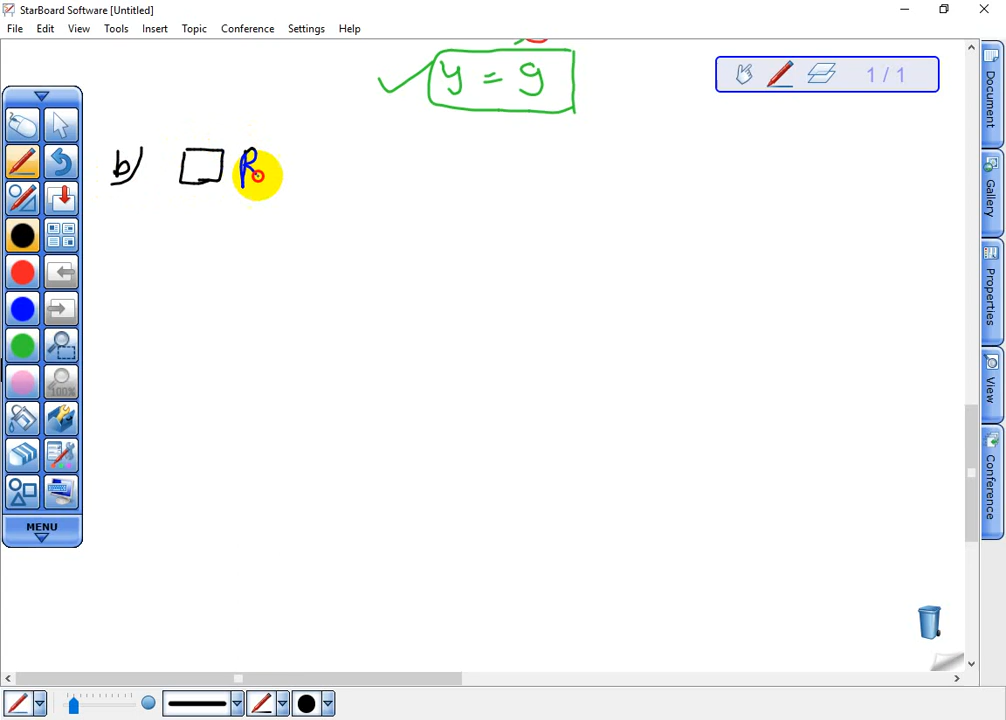 StarBoard Software [Untitled]
File Edit View Tools Insert Topic Conference Settings Help
y = 9
1 / 1
b) R
100%
MENU
Document
Gallery
Properties
View
Conference